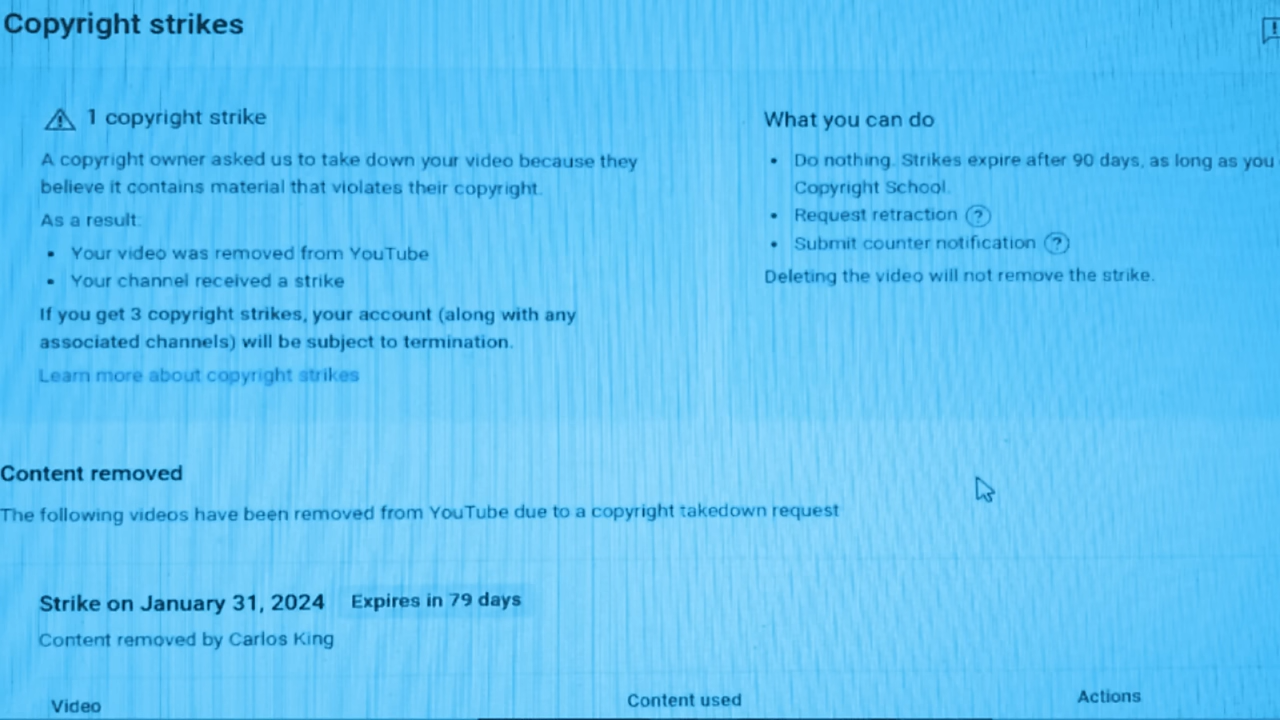 Copyright strikes
1 copyright strike
A copyright owner asked us to take down your video because they
believe it contains material that violates their copyright.
As a result:
• Your video was removed from YouTube
• Your channel received a strike
If you get 3 copyright strikes, your account (along with any
associated channels) will be subject to termination.
Learn more about copyright strikes
What you can do
• Do nothing. Strikes expire after 90 days, as long as you
Copyright School.
• Request retraction ?
• Submit counter notification ?
Deleting the video will not remove the strike.
Content removed
The following videos have been removed from YouTube due to a copyright takedown request
Strike on January 31, 2024 Expires in 79 days
Content removed by Carlos King
Video Content used Actions